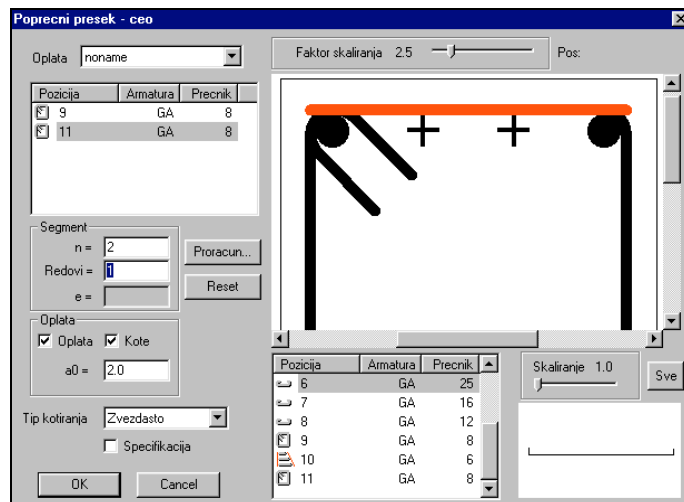 Poprecni presek - ceo
Oplata noname
Faktor skaliranja 2.5 Pos:
Pozicija Armatura Precnik
9 GA 8
11 GA 8
Segment
n = 2
Redovi = 1
e =
Proracun...
Reset
Oplata
Oplata Kote
a0 = 2.0
Tip kotiranja Zvezdasto
Specifikacija
OK Cancel
Pozicija Armatura Precnik
6 GA 25
7 GA 16
8 GA 12
9 GA 8
10 GA 6
11 GA 8
Skaliranje 1.0
Sve